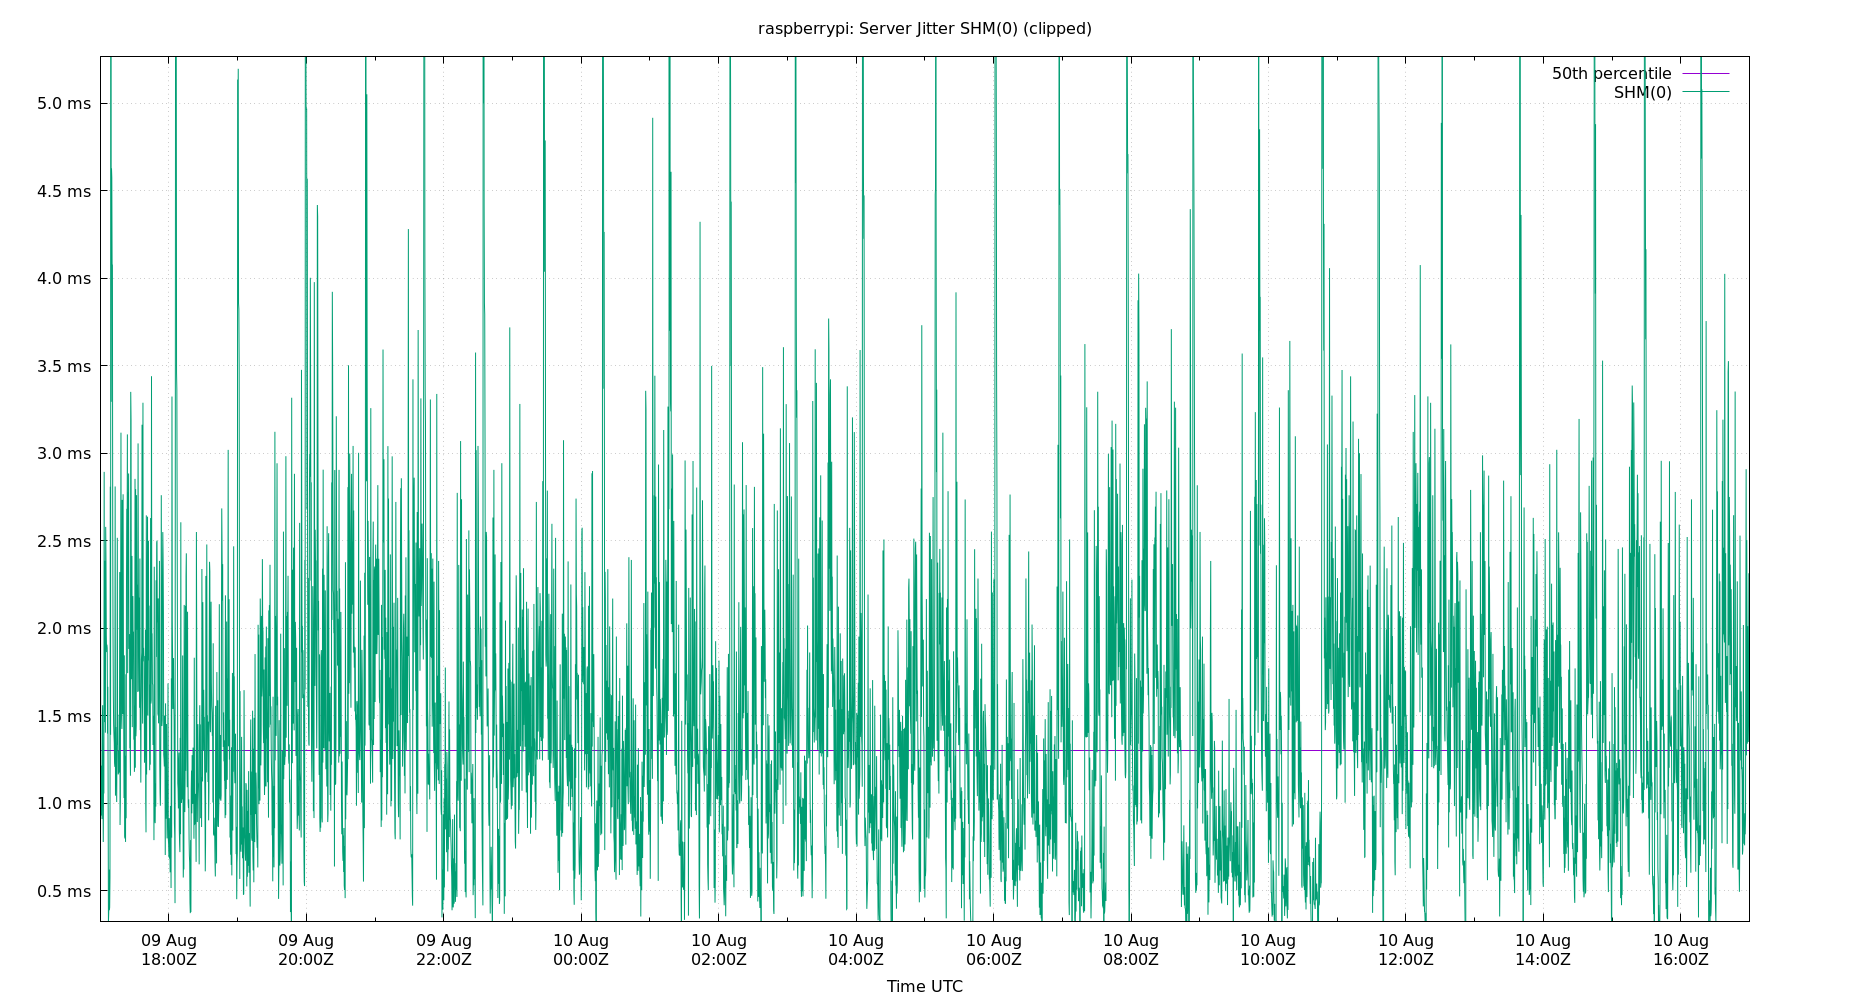 raspberrypi: Server Jitter SHM(0) (clipped)
50th percentile
SHM(0)
5.0 ms
4.5 ms
4.0 ms
3.5 ms
3.0 ms
2.5 ms
2.0 ms
1.5 ms
1.0 ms
0.5 ms
09 Aug 09 Aug 09 Aug 10 Aug 10 Aug 10 Aug 10 Aug 10 Aug 10 Aug 10 Aug 10 Aug 10 Aug
18:00Z 20:00Z 22:00Z 00:00Z 02:00Z 04:00Z 06:00Z 08:00Z 10:00Z 12:00Z 14:00Z 16:00Z
Time UTC